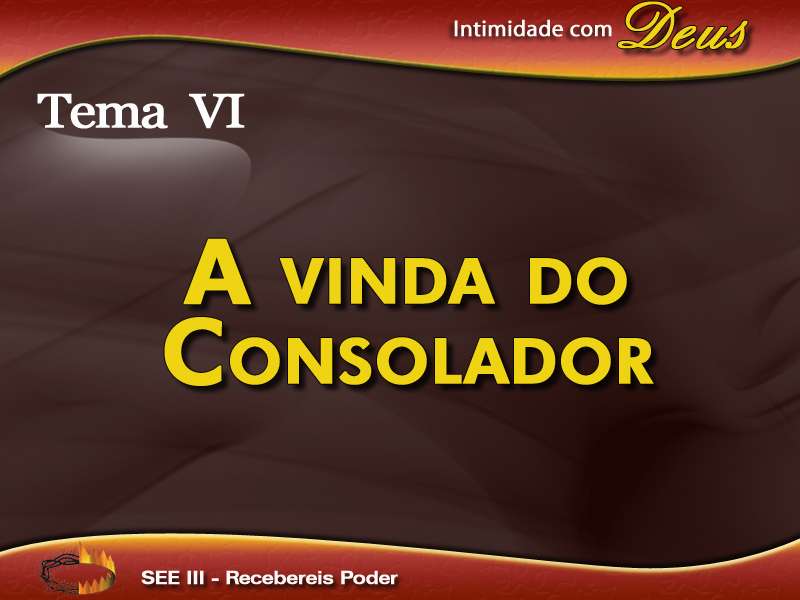 Intimidade com Deus
Tema VI
A VINDA DO
CONSOLADOR
SEE III - Recebereis Poder